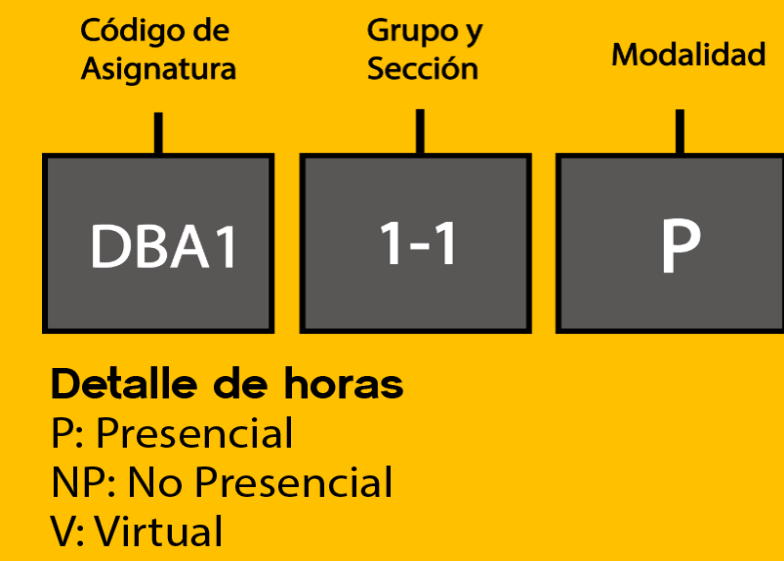 Código de
Asignatura
Grupo y
Sección
Modalidad
DBA1
1-1
P
Detalle de horas
P: Presencial
NP: No Presencial
V: Virtual